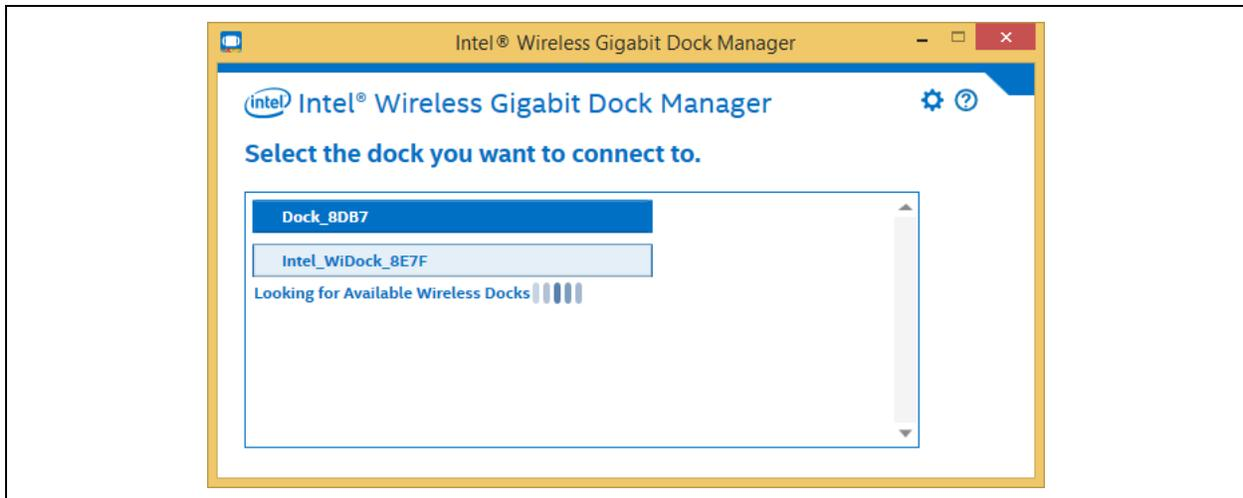 Intel® Wireless Gigabit Dock Manager
intel Intel® Wireless Gigabit Dock Manager
Select the dock you want to connect to.
Dock_8DB7
Intel_WiDock_8E7F
Looking for Available Wireless Docks